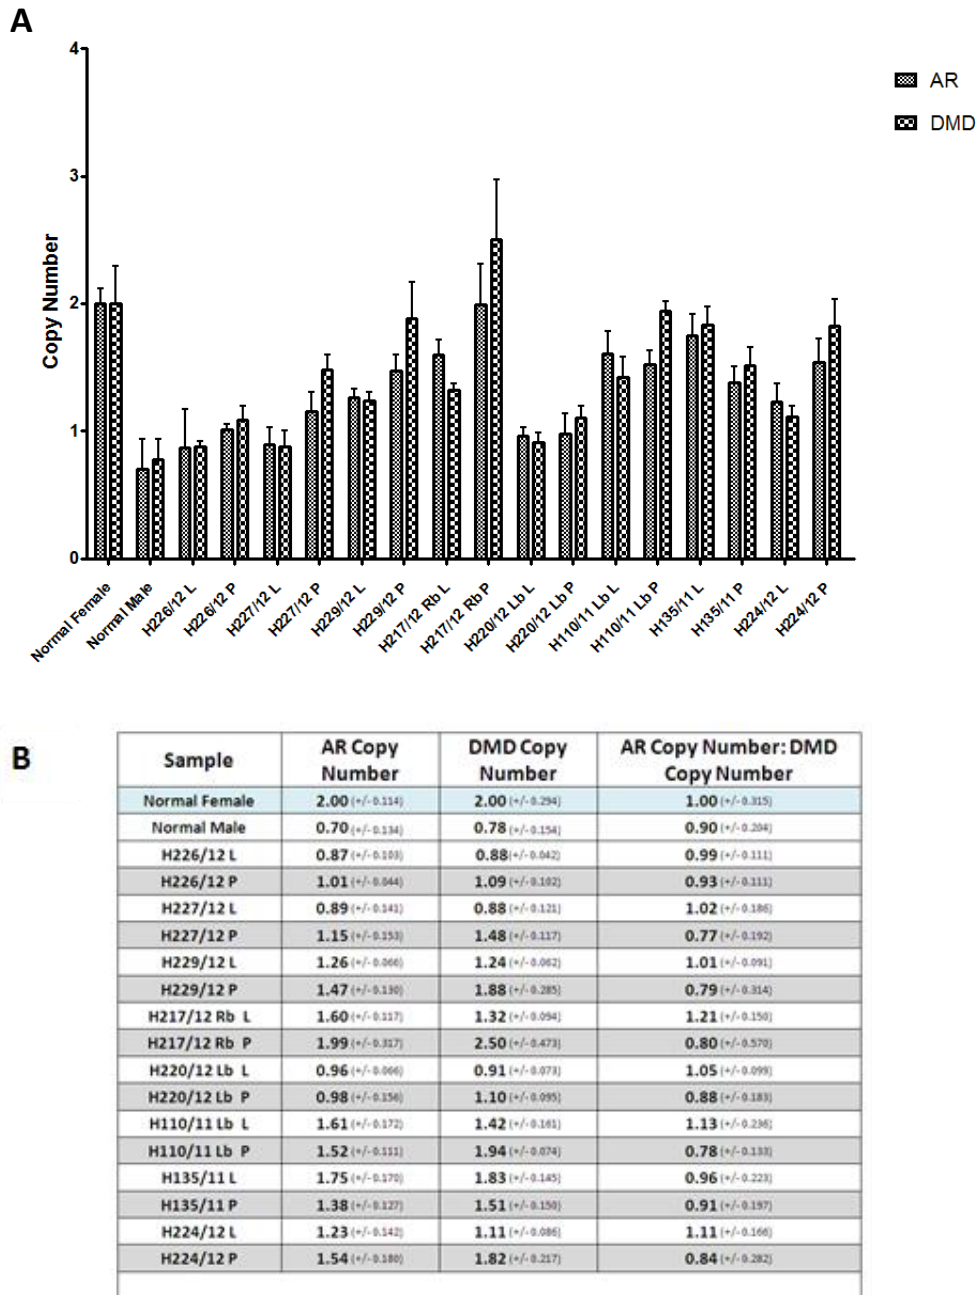 A
4
3
2
1
0
Copy Number
AR
DMD
Normal Female
Normal Male
H226/12 L
H226/12 P
H227/12 L
H227/12 P
H229/12 L
H229/12 P
H217/12 Rb L
H217/12 Rb P
H220/12 Lb L
H220/12 Lb P
H110/11 Lb L
H110/11 Lb P
H135/11 L
H135/11 P
H224/12 L
H224/12 P
B
Sample AR Copy Number DMD Copy Number AR Copy Number: DMD Copy Number
Normal Female 2.00 (+/- 0.114) 2.00 (+/- 0.294) 1.00 (+/- 0.315)
Normal Male 0.70 (+/- 0.134) 0.78 (+/- 0.154) 0.90 (+/- 0.204)
H226/12 L 0.87 (+/- 0.103) 0.88(+/- 0.042) 0.99 (+/- 0.111)
H226/12 P 1.01 (+/- 0.044) 1.09 (+/- 0.102) 0.93 (+/- 0.111)
H227/12 L 0.89 (+/- 0.141) 0.88 (+/- 0.121) 1.02 (+/- 0.186)
H227/12 P 1.15 (+/- 0.153) 1.48 (+/- 0.117) 0.77 (+/- 0.192)
H229/12 L 1.26 (+/- 0.066) 1.24 (+/- 0.062) 1.01 (+/- 0.091)
H229/12 P 1.47 (+/- 0.130) 1.88 (+/- 0.285) 0.79 (+/- 0.314)
H217/12 Rb L 1.60 (+/- 0.117) 1.32 (+/- 0.094) 1.21 (+/- 0.150)
H217/12 Rb P 1.99 (+/- 0.317) 2.50 (+/- 0.473) 0.80 (+/- 0.570)
H220/12 Lb L 0.96 (+/- 0.066) 0.91 (+/- 0.073) 1.05 (+/- 0.099)
H220/12 Lb P 0.98 (+/- 0.156) 1.10 (+/- 0.095) 0.88 (+/- 0.183)
H110/11 Lb L 1.61 (+/- 0.172) 1.42 (+/- 0.161) 1.13 (+/- 0.236)
H110/11 Lb P 1.52 (+/- 0.111) 1.94 (+/- 0.074) 0.78 (+/- 0.133)
H135/11 L 1.75 (+/- 0.170) 1.83 (+/- 0.145) 0.96 (+/- 0.223)
H135/11 P 1.38 (+/- 0.127) 1.51 (+/- 0.150) 0.91 (+/- 0.197)
H224/12 L 1.23 (+/- 0.142) 1.11 (+/- 0.086) 1.11 (+/- 0.166)
H224/12 P 1.54 (+/- 0.180) 1.82 (+/- 0.217) 0.84 (+/- 0.282)